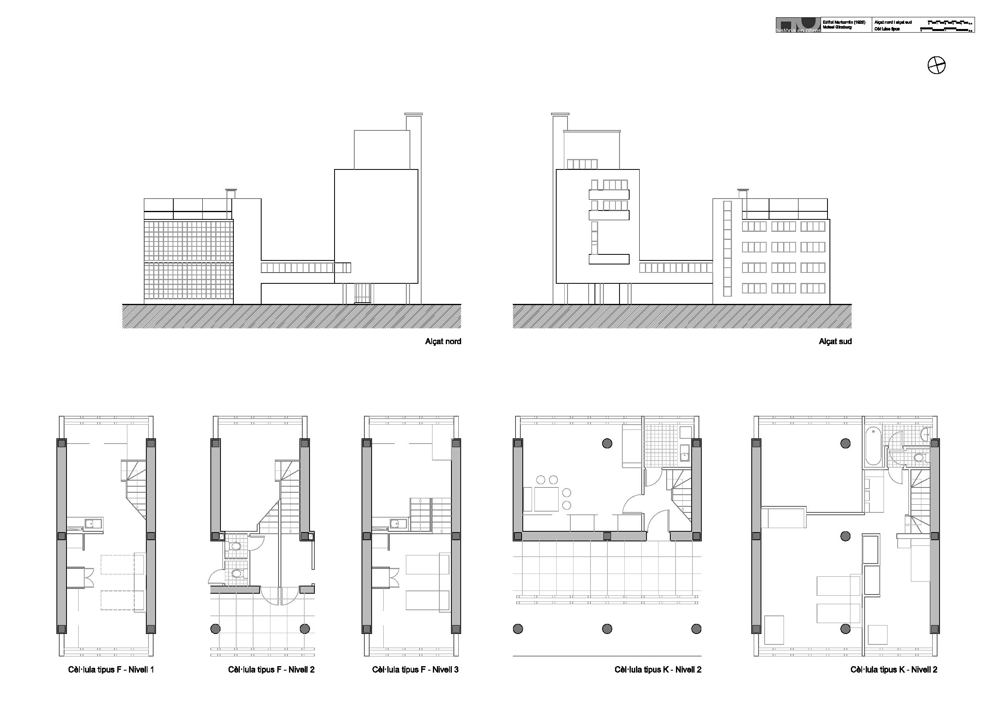 història en obres
Edifici Narkomfin (1928)
Moisei Ginzburg
Alçat nord i alçat sud
Cèl·lules tipus
Alçat nord
Alçat sud
Cèl·lula tipus F - Nivell 1
Cèl·lula tipus F - Nivell 2
Cèl·lula tipus F - Nivell 3
Cèl·lula tipus K - Nivell 2
Cèl·lula tipus K - Nivell 2